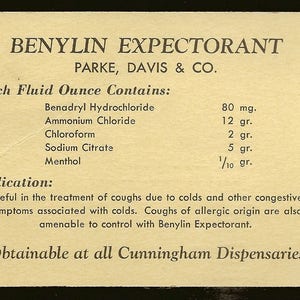 BENYLIN EXPECTORANT
PARKE, DAVIS & CO.
ch Fluid Ounce Contains:
Benadryl Hydrochloride 80 mg.
Ammonium Chloride 12 gr.
Chloroform 2 gr.
Sodium Citrate 5 gr.
Menthol 1/10 gr.
lication:
eful in the treatment of coughs due to colds and other congestive
mptoms associated with colds. Coughs of allergic origin are also
amenable to control with Benylin Expectorant.
Obtainable at all Cunningham Dispensaries